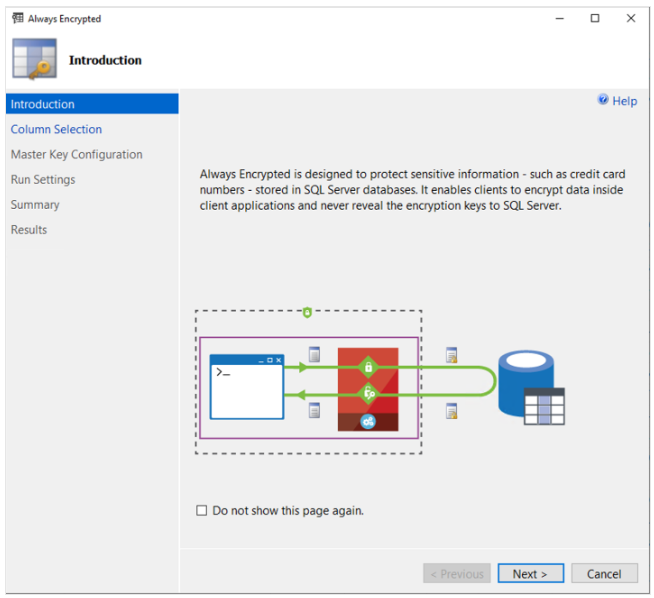 Always Encrypted
Introduction
Introduction
Help
Column Selection
Master Key Configuration
Run Settings
Summary
Results
Always Encrypted is designed to protect sensitive information - such as credit card
numbers - stored in SQL Server databases. It enables clients to encrypt data inside
client applications and never reveal the encryption keys to SQL Server.
>_
Do not show this page again.
< Previous
Next >
Cancel